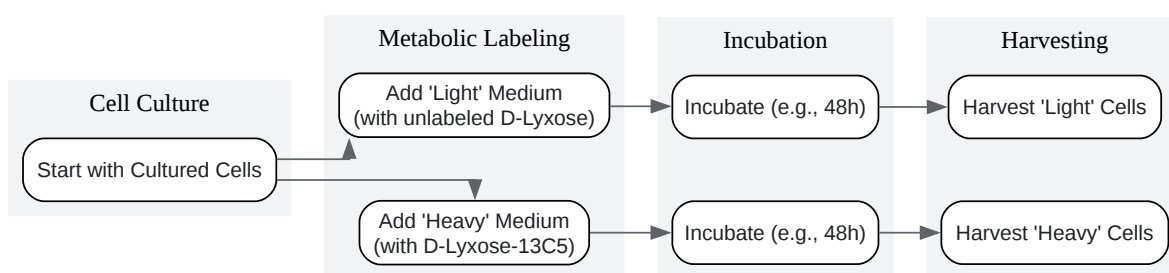 Cell Culture
Start with Cultured Cells
Metabolic Labeling
Add 'Light' Medium
(with unlabeled D-Lyxose)
Add 'Heavy' Medium
(with D-Lyxose-13C5)
Incubation
Incubate (e.g., 48h)
Incubate (e.g., 48h)
Harvesting
Harvest 'Light' Cells
Harvest 'Heavy' Cells